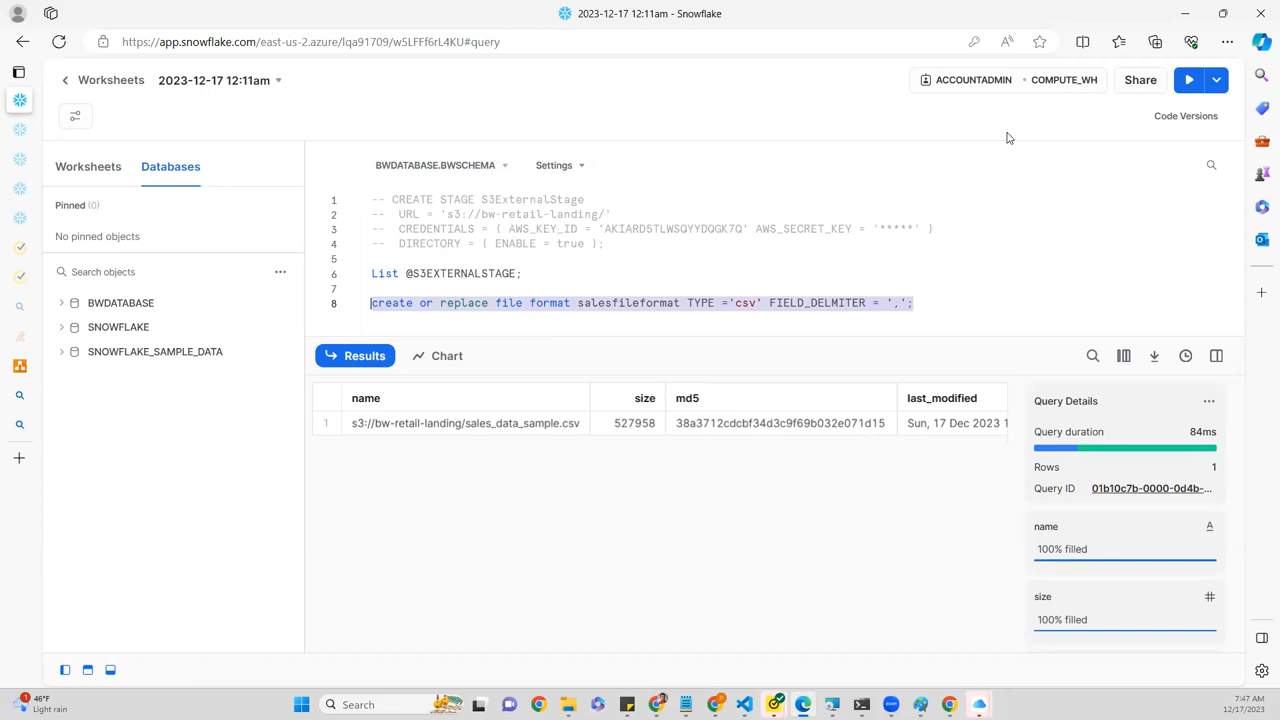 2023-12-17 12:11am - Snowflake
https://app.snowflake.com/east-us-2.azure/lqa91709/w5LFFf6rL4KU#query
Worksheets 2023-12-17 12:11am
ACCOUNTADMIN COMPUTE_WH Share
Code Versions
Worksheets Databases
BWDATABASE.BWSCHEMA Settings
Pinned (0)
No pinned objects
Search objects
BWDATABASE
SNOWFLAKE
SNOWFLAKE_SAMPLE_DATA
1 -- CREATE STAGE S3ExternalStage
2 -- URL = 's3://bw-retail-landing/'
3 -- CREDENTIALS = ( AWS_KEY_ID = 'AKIARD5TLWSQYYDQGK7Q' AWS_SECRET_KEY = '*****' )
4 -- DIRECTORY = ( ENABLE = true );
5
6 List @S3EXTERNALSTAGE;
7
8 create or replace file format salesfileformat TYPE ='csv' FIELD_DELMITER = ',';
Results Chart
name size md5 last_modified
1 s3://bw-retail-landing/sales_data_sample.csv 527958 38a3712cdcbf34d3c9f69b032e071d15 Sun, 17 Dec 2023 1
Query Details
Query duration 84ms
Rows 1
Query ID 01b10c7b-0000-0d4b-...
name
100% filled
size
100% filled
1 46°F
Light rain
Search
7:47 AM
12/17/2023